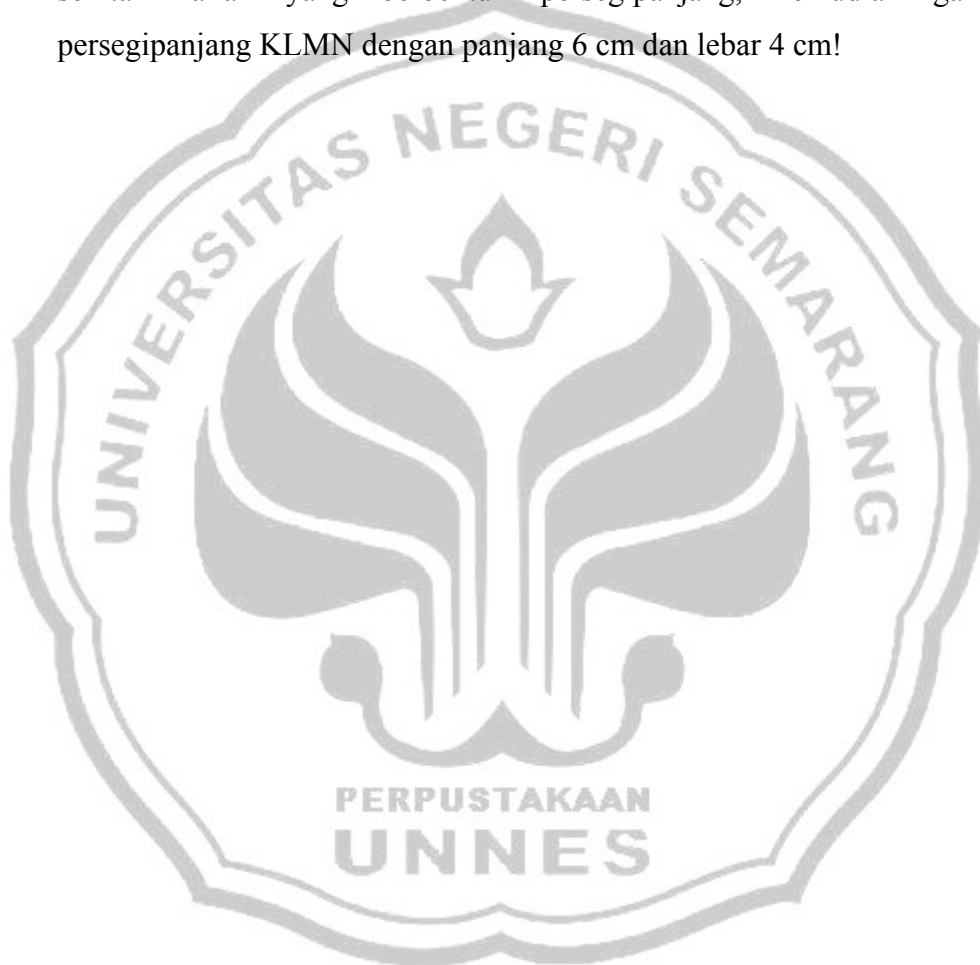 persegipanjang KLMN dengan panjang 6 cm dan lebar 4 cm!
UNIVERSITAS NEGERI SEMARANG
PERPUSTAKAAN
UNNES